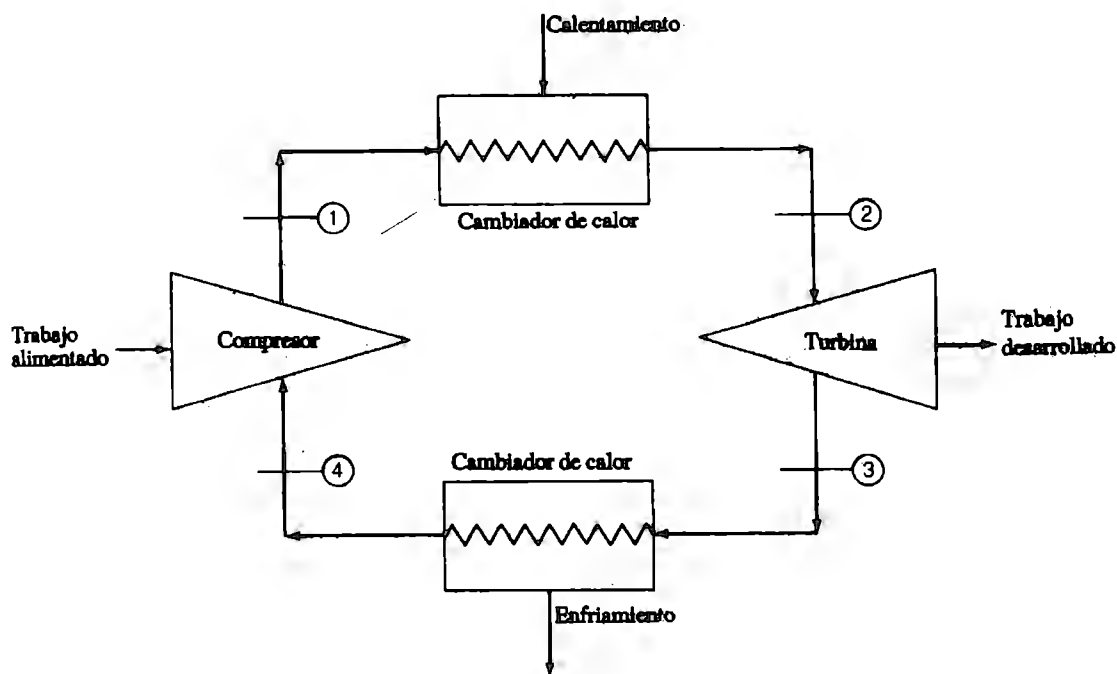 Calentamiento
Cambiador de calor
1
2
Trabajo
alimentado
Compresor
Turbina
Trabajo
desarrollado
4
Cambiador de calor
3
Enfriamiento